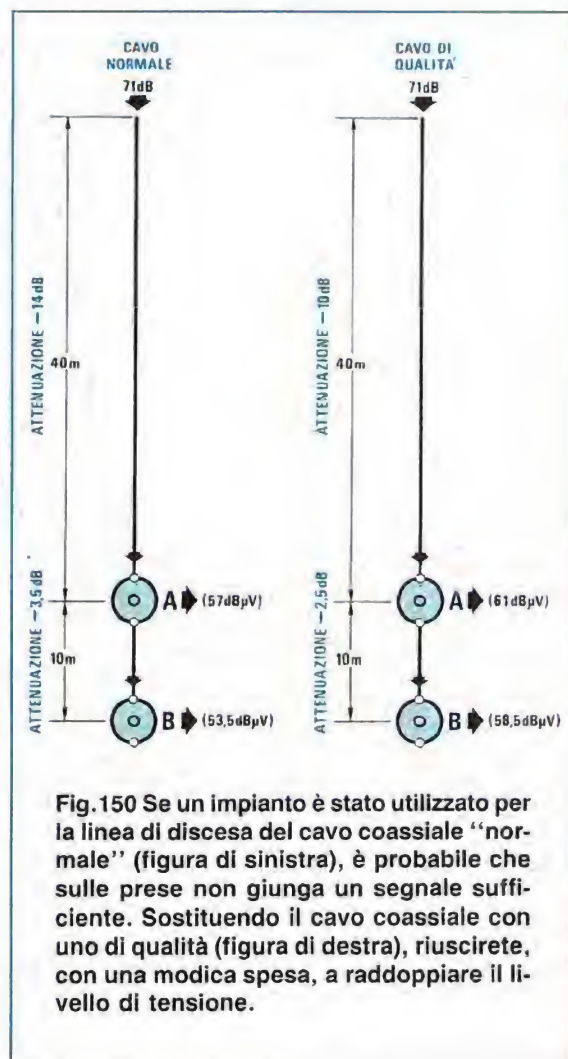 CAVO
NORMALE
71dB
ATTENUAZIONE – 14dB
40m
ATTENUAZIONE – 3,5dB
10m
A (57dBµV)
B (53,5dBµV)
CAVO DI
QUALITA'
71dB
ATTENUAZIONE – 10dB
40m
ATTENUAZIONE – 2,5dB
10m
A (61dBµV)
B (58,5dBµV)
Fig.150 Se un impianto è stato utilizzato per
la linea di discesa del cavo coassiale "nor-
male" (figura di sinistra), è probabile che
sulle prese non giunga un segnale suffi-
ciente. Sostituendo il cavo coassiale con
uno di qualità (figura di destra), riuscirete,
con una modica spesa, a raddoppiare il li-
vello di tensione.